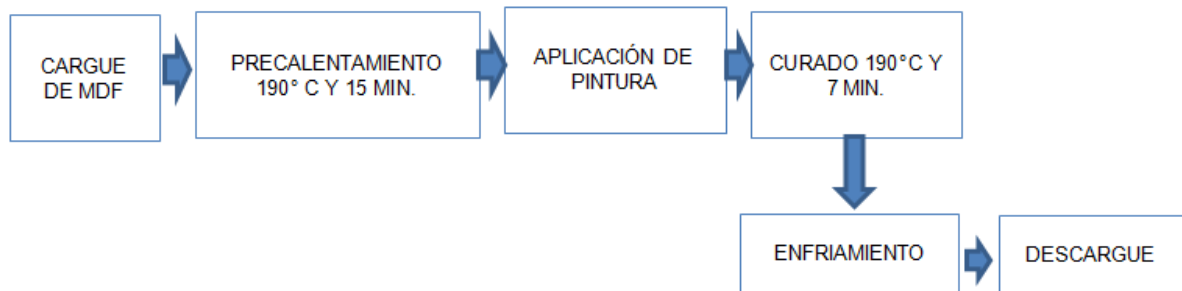 CARGUE
DE MDF
PRECALENTAMIENTO
190° C Y 15 MIN.
APLICACIÓN DE
PINTURA
CURADO 190°C Y
7 MIN.
ENFRIAMIENTO
DESCARGUE